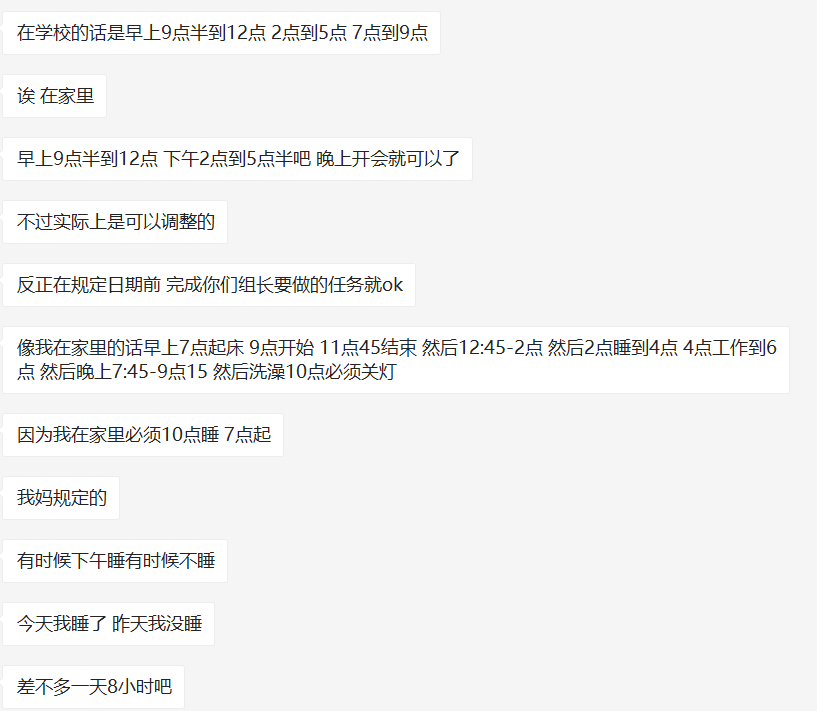 在学校的话是早上9点半到12点 2点到5点 7点到9点
诶 在家里
早上9点半到12点 下午2点到5点半吧 晚上开会就可以了
不过实际上是可以调整的
反正在规定日期前 完成你们组长要做的任务就ok
像我在家里的话早上7点起床 9点开始 11点45结束 然后12:45-2点 然后2点睡到4点 4点工作到6
点 然后晚上7:45-9点15 然后洗澡10点必须关灯
因为我在家里必须10点睡 7点起
我妈规定的
有时候下午睡有时候不睡
今天我睡了 昨天我没睡
差不多一天8小时吧